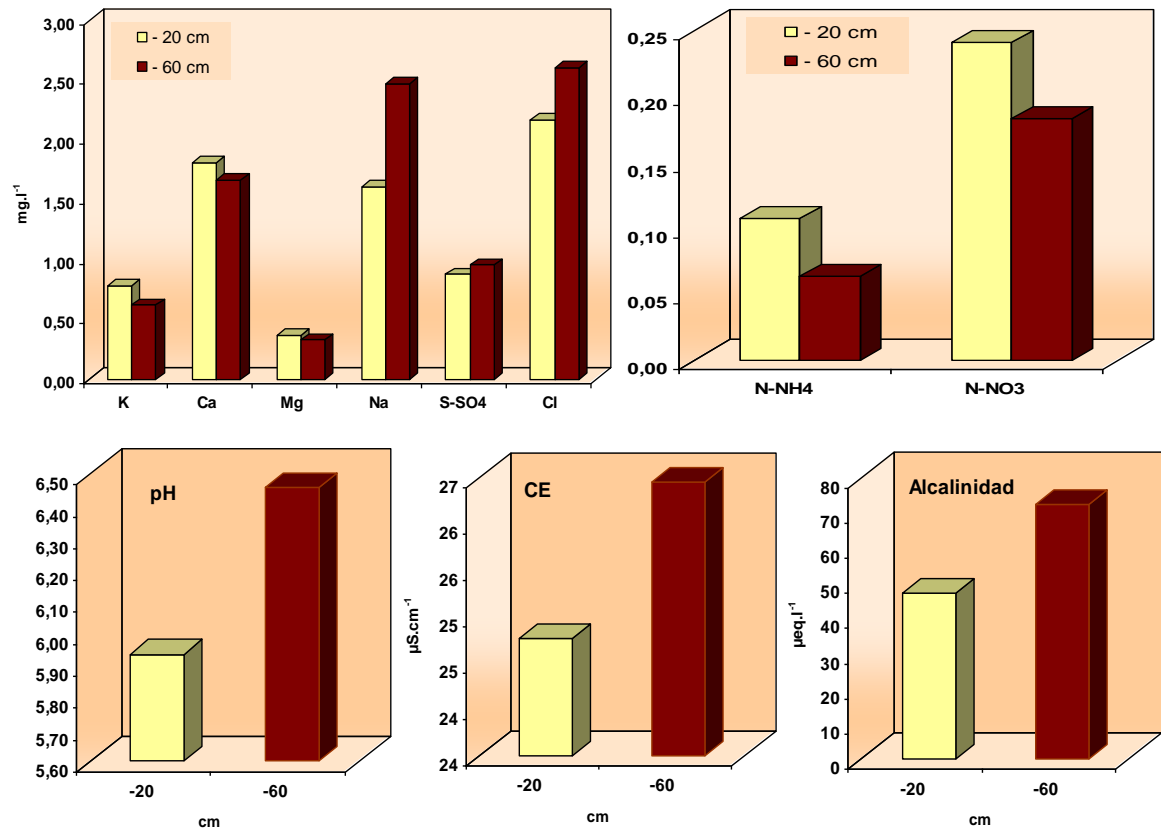 3,00
2,50
2,00
1,50
1,00
0,50
0,00
mg.l⁻¹
- 20 cm
- 60 cm
K Ca Mg Na S-SO4 Cl
0,25
0,20
0,15
0,10
0,05
0,00
- 20 cm
- 60 cm
N-NH4 N-NO3
pH
6,50
6,40
6,30
6,20
6,10
6,00
5,90
5,80
5,70
5,60
-20 -60
cm
CE
27
26
26
25
25
24
24
µS.cm⁻¹
-20 -60
cm
Alcalinidad
80
70
60
50
40
30
20
10
0
µeq.l⁻¹
-20 -60
cm